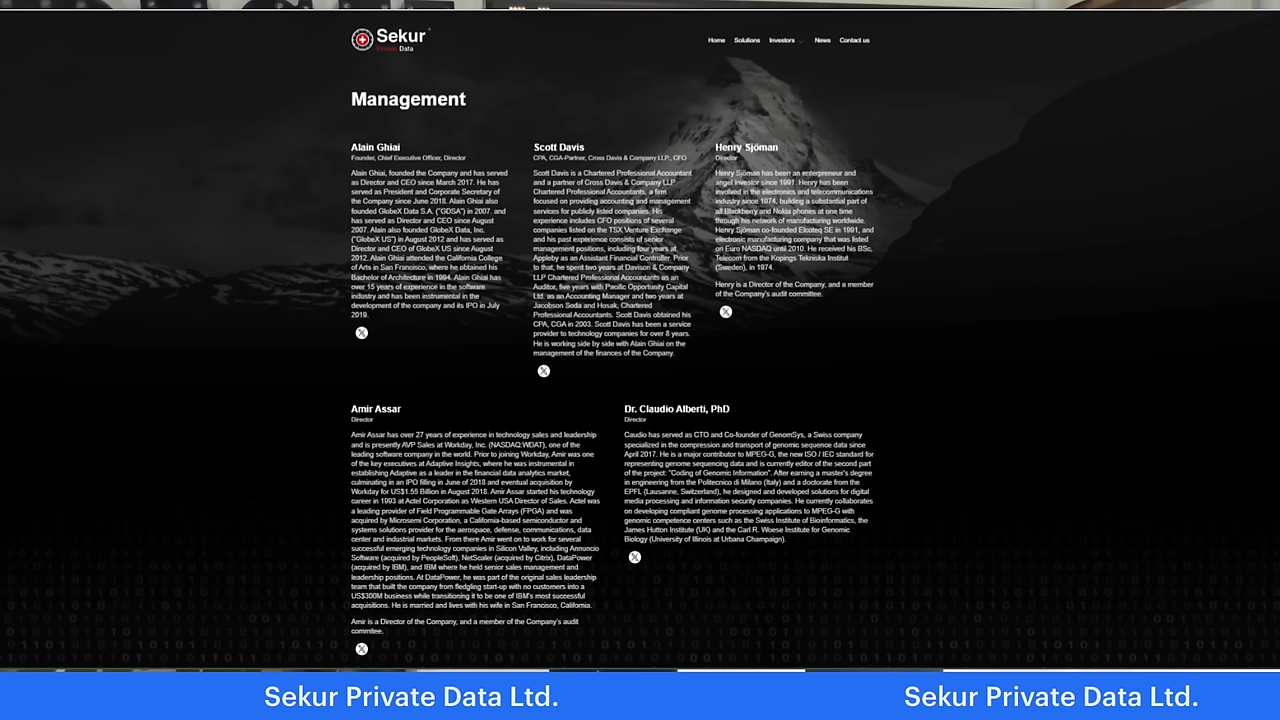 Sekur
Private Data
Home Solutions Investors News Contact us
Management
Alain Ghiai
Founder, Chief Executive Officer, Director
Alain Ghiai, founded the Company and has served
as Director and CEO since March 2017. He has
served as President and Corporate Secretary of
the Company since June 2018. Alain Ghiai also
founded GlobeX Data S.A. ("GDSA") in 2007, and
has served as Director and CEO since August
2007. Alain also founded GlobeX Data, Inc.
("GlobeX US") in August 2012 and has served as
Director and CEO of GlobeX US since August
2012. Alain Ghiai attended the California College
of Arts in San Francisco, where he obtained his
Bachelor of Architecture in 1994. Alain Ghiai has
over 15 years of experience in the software
industry and has been instrumental in the
development of the company and its IPO in July
2019.
Scott Davis
CPA, CGA-Partner, Cross Davis & Company LLP., CFO
Scott Davis is a Chartered Professional Accountant
and a partner of Cross Davis & Company LLP
Chartered Professional Accountants, a firm
focused on providing accounting and management
services for publicly listed companies. His
experience includes CFO positions of several
companies listed on the TSX Venture Exchange
and his past experience consists of senior
management positions, including four years at
Appleby as an Assistant Financial Controller. Prior
to that, he spent two years at Davison & Company
LLP Chartered Professional Accountants as an
Auditor, five years with Pacific Opportunity Capital
Ltd. as an Accounting Manager and two years at
Jacobson Soda and Hosak, Chartered
Professional Accountants. Scott Davis obtained his
CPA, CGA in 2003. Scott Davis has been a service
provider to technology companies for over 8 years.
He is working side by side with Alain Ghiai on the
management of the finances of the Company.
Henry Sjöman
Director
Henry Sjöman has been an enterpreneur and
angel investor since 1991. Henry has been
involved in the electronics and telecommunications
industry since 1974, building a substantial part of
all Blackberry and Nokia phones at one time
through his network of manufacturing worldwide.
Henry Sjöman co-founded Elcoteq SE in 1991, and
electronic manufacturing company that was listed
on Euro NASDAQ until 2010. He received his BSc,
Telecom from the Kopings Tekniska Institut
(Sweden), in 1974.
Henry is a Director of the Company, and a member
of the Company's audit committee.
Amir Assar
Director
Amir Assar has over 27 years of experience in technology sales and leadership
and is presently AVP Sales at Workday, Inc. (NASDAQ:WDAT), one of the
leading software company in the world. Prior to joining Workday, Amir was one
of the key executives at Adaptive Insights, where he was instrumental in
establishing Adaptive as a leader in the financial data analytics market,
culminating in an IPO filling in June of 2018 and eventual acquisition by
Workday for US$1.55 Billion in August 2018. Amir Assar started his technology
career in 1993 at Actel Corporation as Western USA Director of Sales. Actel was
a leading provider of Field Programmable Gate Arrays (FPGA) and was
acquired by Microsemi Corporation, a California-based semiconductor and
systems solutions provider for the aerospace, defense, communications, data
center and industrial markets. From there Amir went on to work for several
successful emerging technology companies in Silicon Valley, including Annuncio
Software (acquired by PeopleSoft), NetScaler (acquired by Citrix), DataPower
(acquired by IBM), and IBM where he held senior sales management and
leadership positions. At DataPower, he was part of the original sales leadership
team that built the company from fledgling start-up with no customers into a
US$300M business while transitioning it to be one of IBM's most successful
acquisitions. He is married and lives with his wife in San Francisco, California.
Amir is a Director of the Company, and a member of the Company's audit
commitee.
Dr. Claudio Alberti, PhD
Director
Caudio has served as CTO and Co-founder of GenomSys, a Swiss company
specialized in the compression and transport of genomic sequence data since
April 2017. He is a major contributor to MPEG-G, the new ISO / IEC standard for
representing genome sequencing data and is currently editor of the second part
of the project: "Coding of Genomic Information". After earning a master's degree
in engineering from the Politecnico di Milano (Italy) and a doctorate from the
EPFL (Lausanne, Switzerland), he designed and developed solutions for digital
media processing and information security companies. He currently collaborates
on developing compliant genome processing applications to MPEG-G with
genomic competence centers such as the Swiss Institute of Bioinformatics, the
James Hutton Institute (UK) and the Carl R. Woese Institute for Genomic
Biology (University of Illinois at Urbana Champaign).
Sekur Private Data Ltd. Sekur Private Data Ltd.